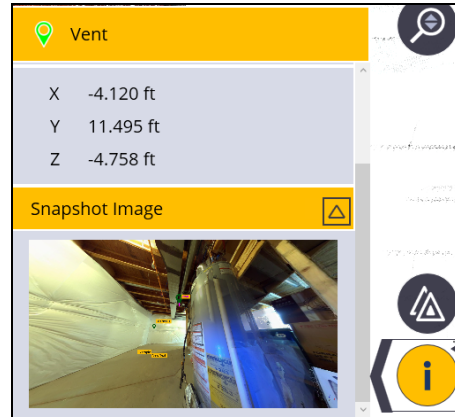 Vent
X -4.120 ft
Y 11.495 ft
Z -4.758 ft
Snapshot Image
i